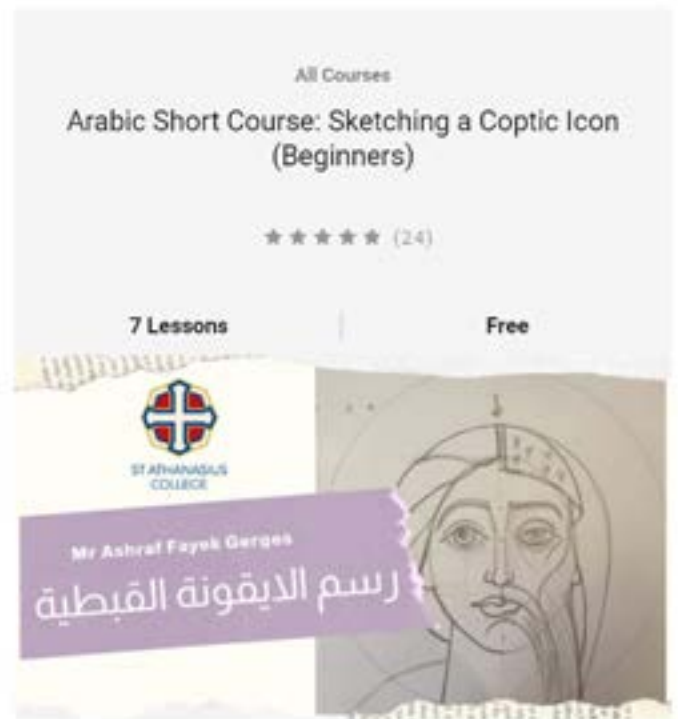 All Courses
Arabic Short Course: Sketching a Coptic Icon
(Beginners)
(24)
7 Lessons
Free
ST ATHANASIUS
COLLEGE
Mr Ashraf Fayek Gerges
رسم الايقونة القبطية